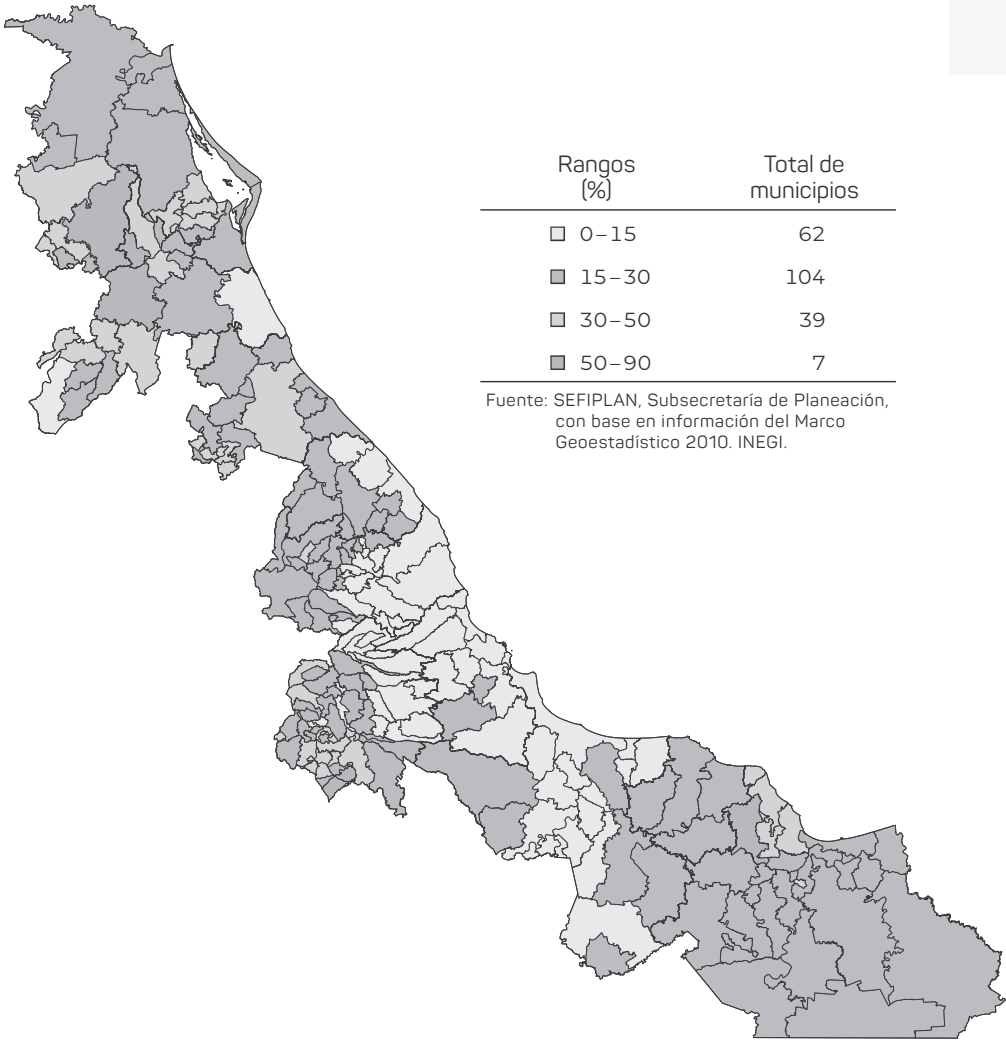 Rangos
(%)
Total de
municipios
0–15 62
15–30 104
30–50 39
50–90 7
Fuente: SEFIPLAN, Subsecretaría de Planeación,
con base en información del Marco
Geoestadístico 2010. INEGI.